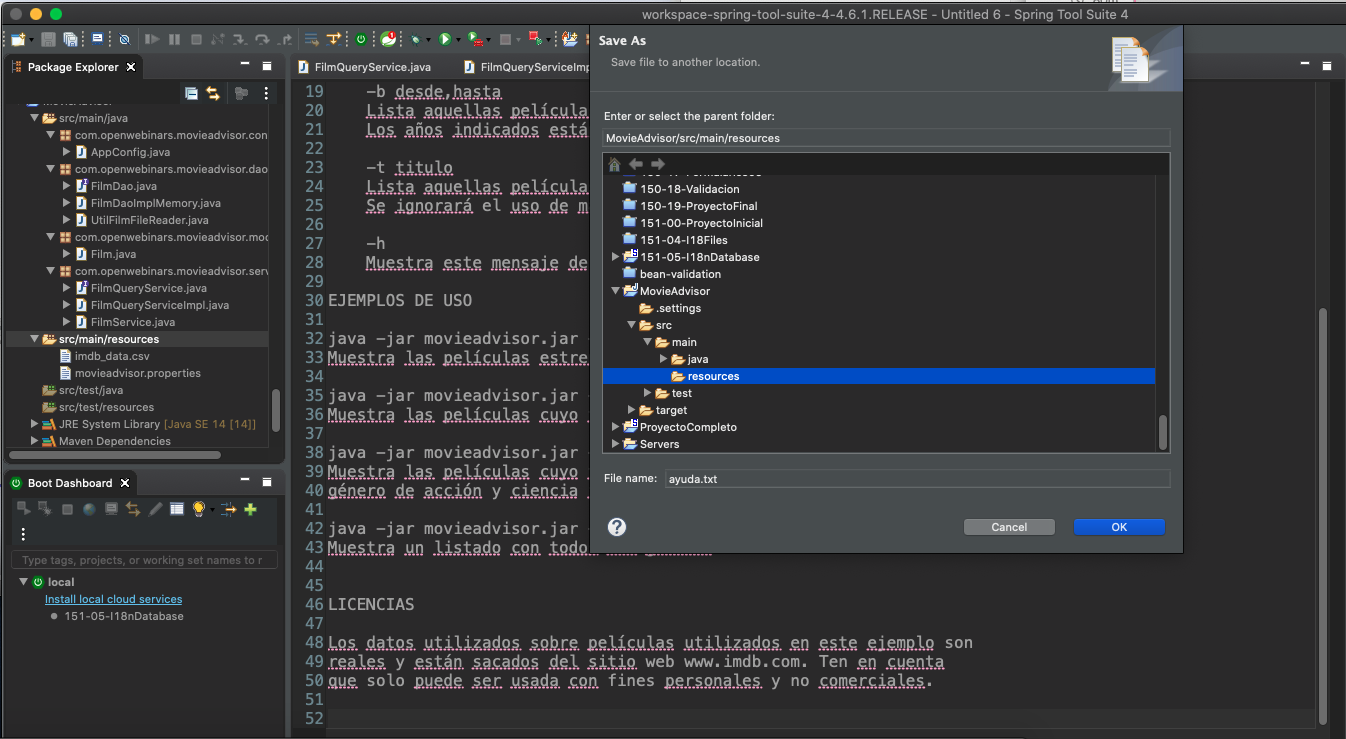 workspace-spring-tool-suite-4-4.6.1.RELEASE - Untitled 6 - Spring Tool Suite 4
Package Explorer
src/main/java
com.openwebinars.movieadvisor.con
AppConfig.java
com.openwebinars.movieadvisor.dao
FilmDao.java
FilmDaoImplMemory.java
UtilFilmFileReader.java
com.openwebinars.movieadvisor.moc
Film.java
com.openwebinars.movieadvisor.serv
FilmQueryService.java
FilmQueryServiceImpl.java
FilmService.java
src/main/resources
imdb_data.csv
movieadvisor.properties
src/test/java
src/test/resources
JRE System Library [Java SE 14 [14]]
Maven Dependencies
Boot Dashboard
Type tags, projects, or working set names to r
local
Install local cloud services
151-05-I18nDatabase
FilmQueryService.java
FilmQueryServiceImp
19 -b desde,hasta
20 Lista aquellas película
21 Los años indicados está
22
23 -t titulo
24 Lista aquellas película
25 Se ignorará el uso de m
26
27 -h
28 Muestra este mensaje de
29
30 EJEMPLOS DE USO
31
32 java -jar movieadvisor.jar
33 Muestra las películas estre
34
35 java -jar movieadvisor.jar
36 Muestra las películas cuyo
37
38 java -jar movieadvisor.jar
39 Muestra las películas cuyo
40 género de acción y ciencia
41
42 java -jar movieadvisor.jar
43 Muestra un listado con todo
44
45
46 LICENCIAS
47
48 Los datos utilizados sobre películas utilizados en este ejemplo son
49 reales y están sacados del sitio web www.imdb.com. Ten en cuenta
50 que solo puede ser usada con fines personales y no comerciales.
51
52
Save As
Save file to another location.
Enter or select the parent folder:
MovieAdvisor/src/main/resources
150-18-Validacion
150-19-ProyectoFinal
151-00-ProyectoInicial
151-04-I18Files
151-05-I18nDatabase
bean-validation
MovieAdvisor
.settings
src
main
java
resources
test
target
ProyectoCompleto
Servers
File name: ayuda.txt
Cancel
OK